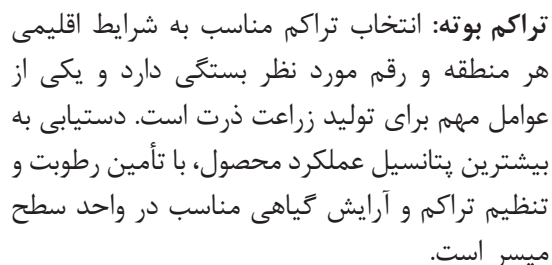 تراکم بوته: انتخاب تراکم مناسب به شرایط اقلیمی
هر منطقه و رقم مورد نظر بستگی دارد و یکی از
عوامل مهم برای تولید زراعت ذرت است. دستیابی به
بیشترین پتانسیل عملکرد محصول، با تأمین رطوبت و
تنظیم تراکم و آرایش گیاهی مناسب در واحد سطح
میسر است.